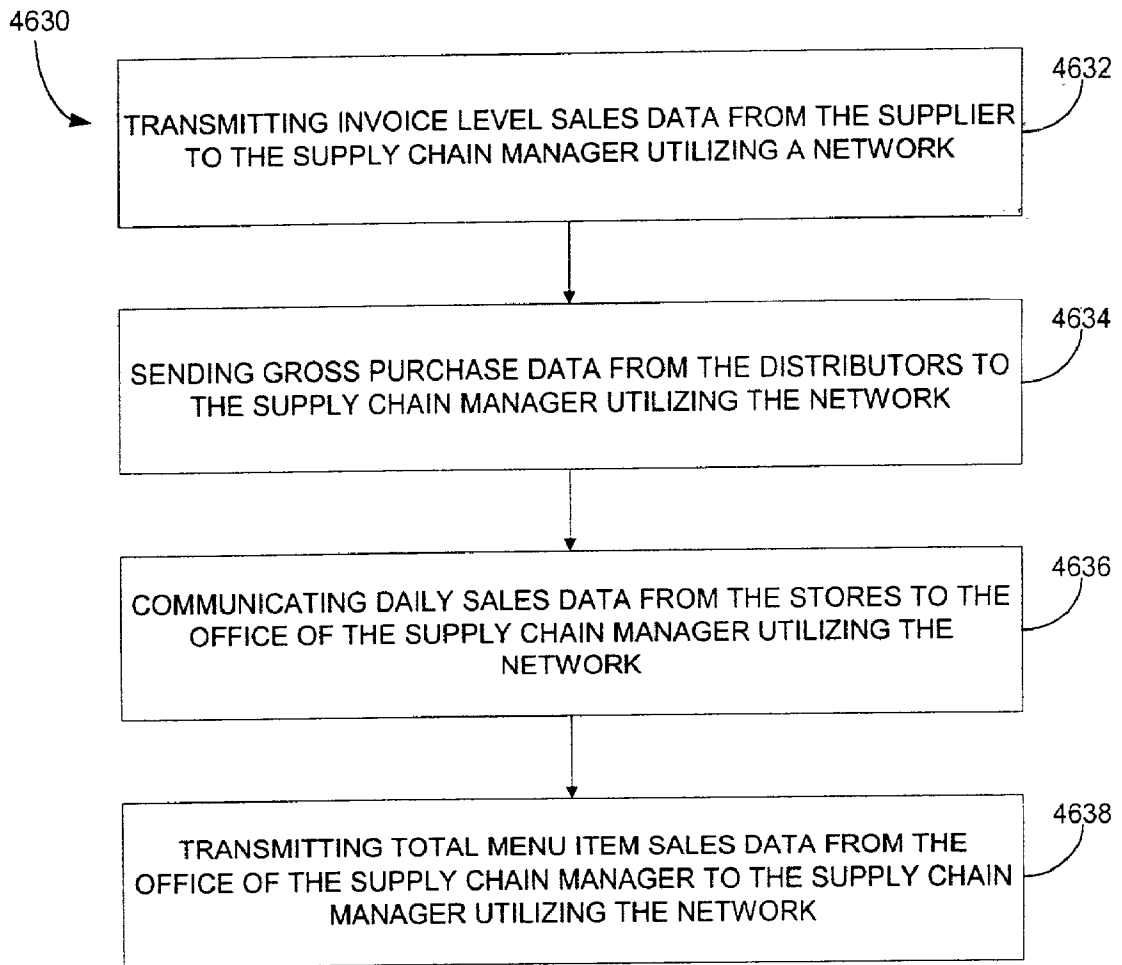 4630
4632
TRANSMITTING INVOICE LEVEL SALES DATA FROM THE SUPPLIER
TO THE SUPPLY CHAIN MANAGER UTILIZING A NETWORK
4634
SENDING GROSS PURCHASE DATA FROM THE DISTRIBUTORS TO
THE SUPPLY CHAIN MANAGER UTILIZING THE NETWORK
4636
COMMUNICATING DAILY SALES DATA FROM THE STORES TO THE
OFFICE OF THE SUPPLY CHAIN MANAGER UTILIZING THE
NETWORK
4638
TRANSMITTING TOTAL MENU ITEM SALES DATA FROM THE
OFFICE OF THE SUPPLY CHAIN MANAGER TO THE SUPPLY CHAIN
MANAGER UTILIZING THE NETWORK